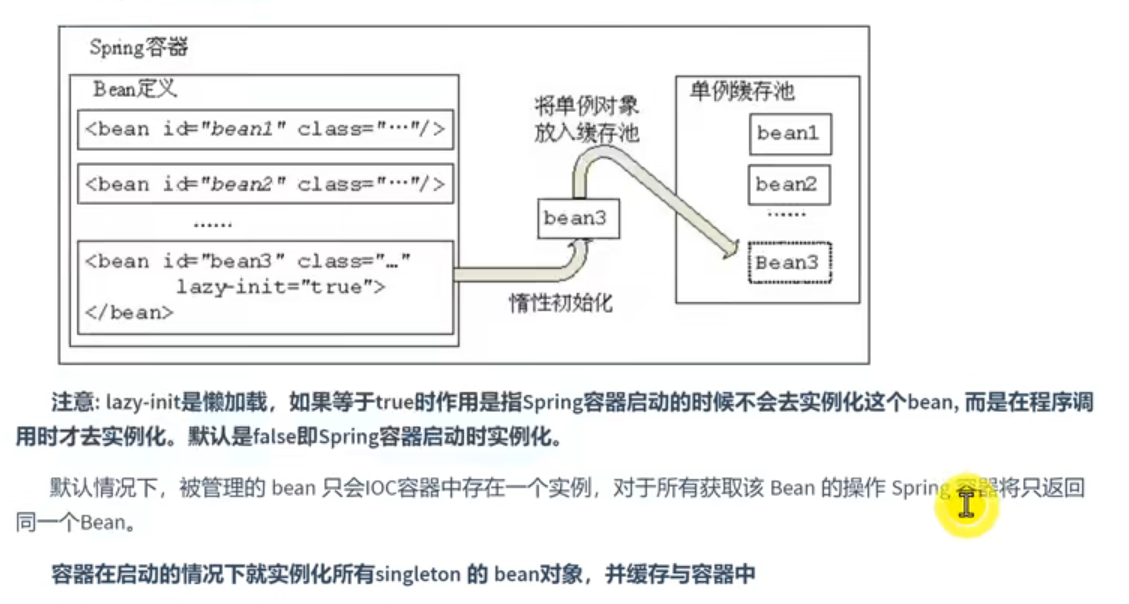 Spring容器
Bean定义
<bean id="bean1" class="…"/>
<bean id="bean2" class="…"/>
……
<bean id="bean3" class="…"
lazy-init="true">
</bean>
将单例对象
放入缓存池
bean3
惰性初始化
单例缓存池
bean1
bean2
……
Bean3
注意: lazy-init是懒加载，如果等于true时作用是指Spring容器启动的时候不会去实例化这个bean, 而是在程序调
用时才去实例化。默认是false即Spring容器启动时实例化。
默认情况下，被管理的 bean 只会IOC容器中存在一个实例，对于所有获取该 Bean 的操作 Spring 容器将只返回
同一个Bean。
容器在启动的情况下就实例化所有singleton 的 bean对象，并缓存与容器中